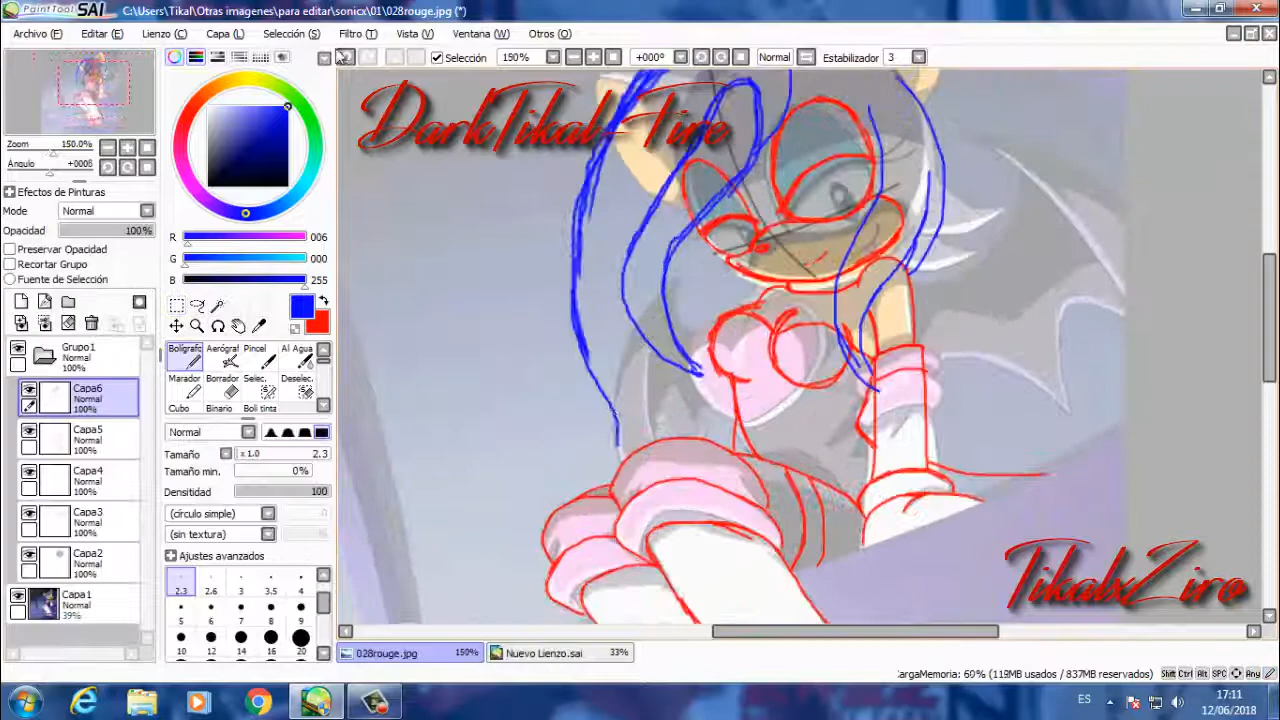 PaintTool SAI C:\Users\Tikal\Otras imagenes\para editar\sonicx\01\028rouge.jpg (*)
Archivo (F) Editar (E) Lienzo (C) Capa (L) Selección (S) Filtro (T) Vista (V) Ventana (W) Otros (O)
Selección 150% +000° Normal Estabilizador 3
DarkTikal-Tire
Zoom 150.0%
Ángulo +000ß
Efectos de Pinturas
Mode Normal
Opacidad 100%
Preservar Opacidad
Recortar Grupo
Fuente de Selección
R 006
G 000
B 255
Grupo1
Normal
100%
Capa6
Normal
100%
Capa5
Normal
100%
Capa4
Normal
100%
Capa3
Normal
100%
Capa2
Normal
100%
Capa1
Normal
39%
Bolígrafo Aerógraf Pincel Al Agua
Marador Borrador Selec. Deselec.
Cubo Binario Boli tinta
Normal
Tamaño x 1.0 2.3
Tamaño min. 0%
Densitidad 100
(círculo simple)
(sin textura)
Ajustes avanzados
2.3 2.6 3 3.5 4
5 6 7 8 9
10 12 14 16 20
TikalxZiro
028rouge.jpg 150% Nuevo Lienzo.sai 33%
CargaMemoria: 60% (119MB usados / 837MB reservados) Shift Ctrl Alt SPC Any
ES 17:11
12/06/2018